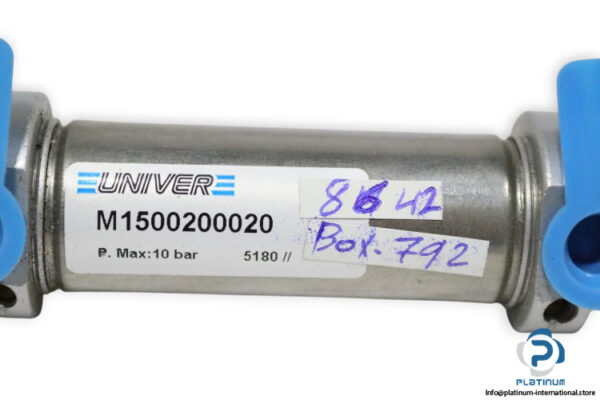 UNIVER
M1500200020
P. Max:10 bar 5180 //
8642
Box.792
PLATINUM
Info@platinum-international.store